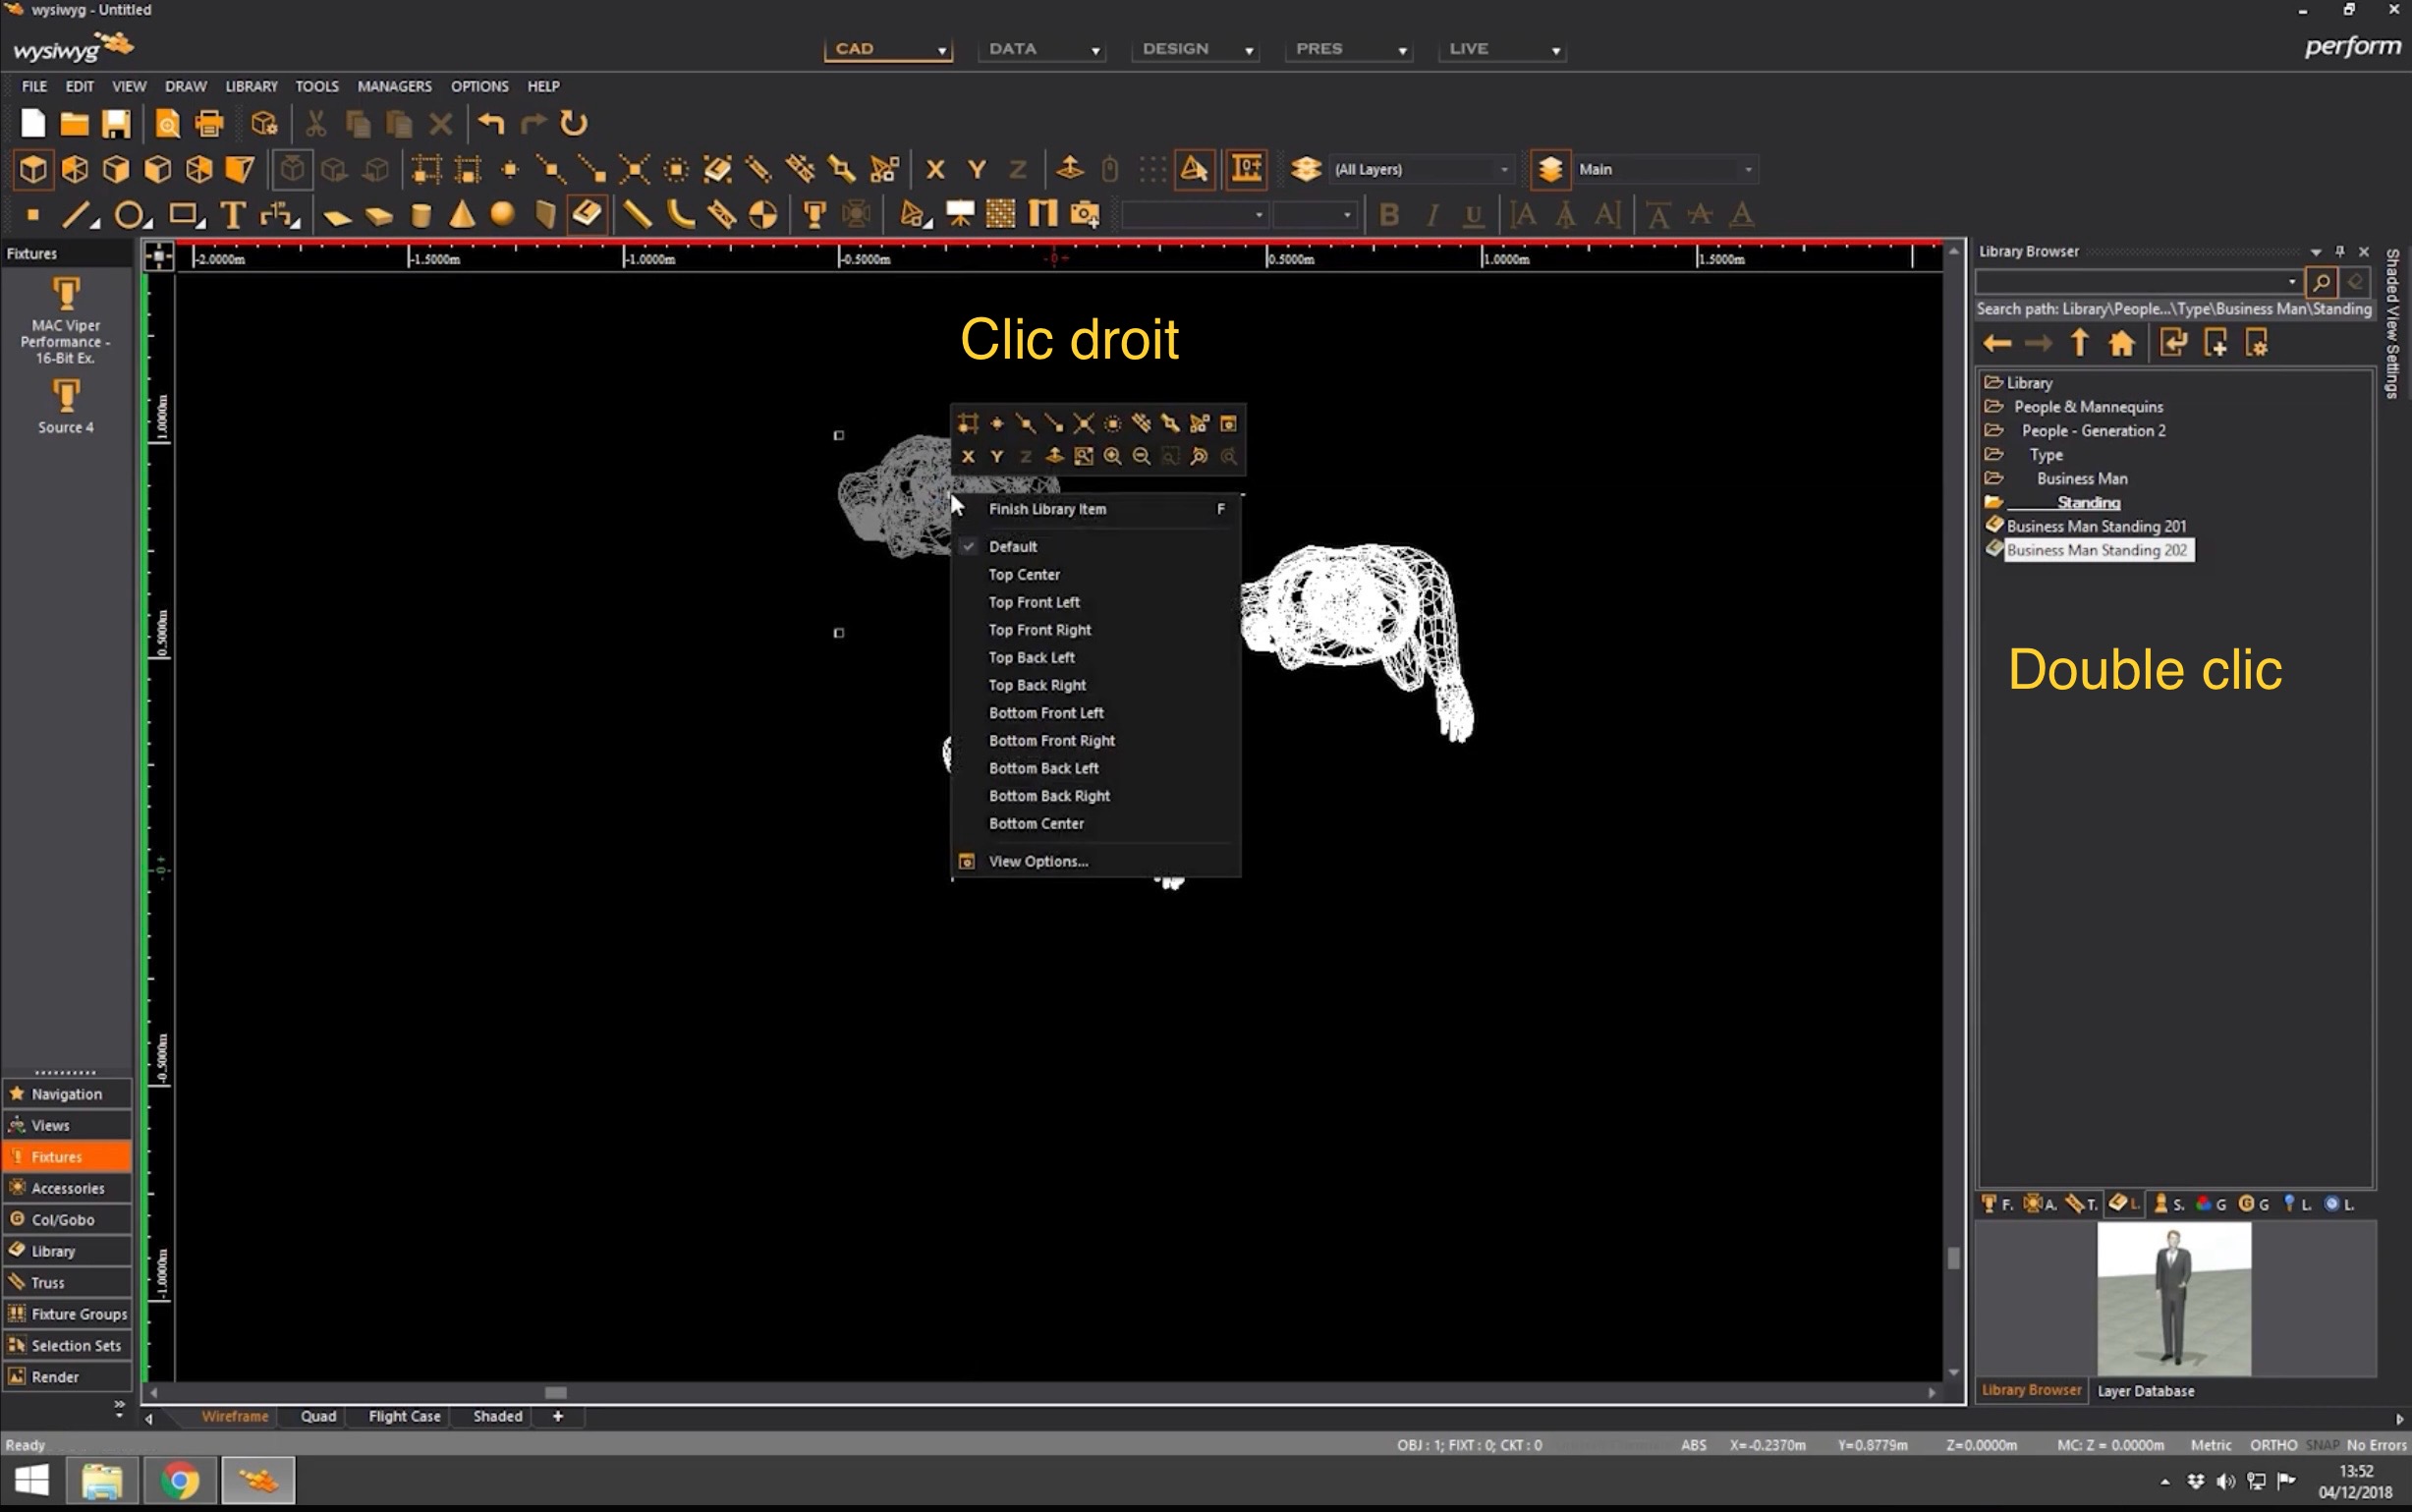 wysiwyg - Untitled
wysiwyg
CAD
DATA
DESIGN
PRES
LIVE
perform
FILE EDIT VIEW DRAW LIBRARY TOOLS MANAGERS OPTIONS HELP
X Y Z
(All Layers)
Main
T
B I U A A A A A A
Fixtures
MAC Viper
Performance -
16-Bit Ex.
Source 4
-2.0000m -1.5000m -1.0000m -0.5000m -0+ 0.5000m 1.0000m 1.5000m
1.0000m
0.5000m
-0+
-0.5000m
-1.0000m
Clic droit
X Y Z
Finish Library Item F
Default
Top Center
Top Front Left
Top Front Right
Top Back Left
Top Back Right
Bottom Front Left
Bottom Front Right
Bottom Back Left
Bottom Back Right
Bottom Center
View Options...
Library Browser
Search path: Library\People...\Type\Business Man\Standing
Library
People & Mannequins
People - Generation 2
Type
Business Man
Standing
Business Man Standing 201
Business Man Standing 202
Double clic
Shaded View Settings
F. A. T. L. S. G G L. L.
Library Browser Layer Database
Navigation
Views
Fixtures
Accessories
Col/Gobo
Library
Truss
Fixture Groups
Selection Sets
Render
Wireframe Quad Flight Case Shaded +
Ready
OBJ : 1; FIXT : 0; CKT : 0
ABS X=-0.2370m Y=0.8779m Z=0.0000m MC: Z = 0.0000m Metric ORTHO SNAP No Errors
13:52
04/12/2018